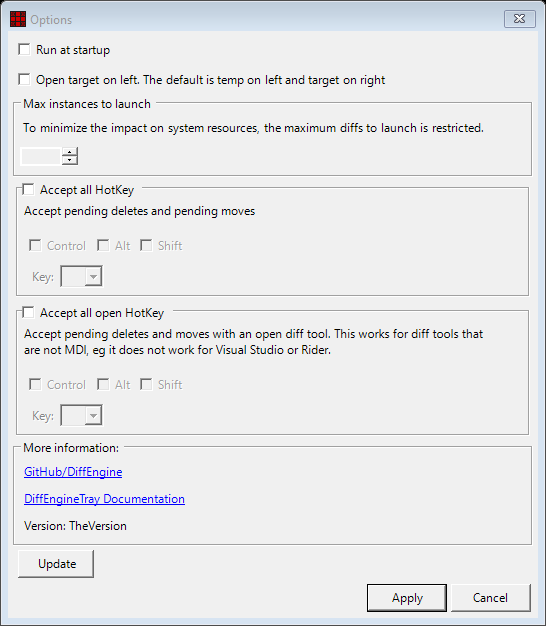 Options
Run at startup
Open target on left. The default is temp on left and target on right
Max instances to launch
To minimize the impact on system resources, the maximum diffs to launch is restricted.
Accept all HotKey
Accept pending deletes and pending moves
Control Alt Shift
Key:
Accept all open HotKey
Accept pending deletes and moves with an open diff tool. This works for diff tools that
are not MDI, eg it does not work for Visual Studio or Rider.
Control Alt Shift
Key:
More information:
GitHub/DiffEngine
DiffEngineTray Documentation
Version: TheVersion
Update
Apply Cancel